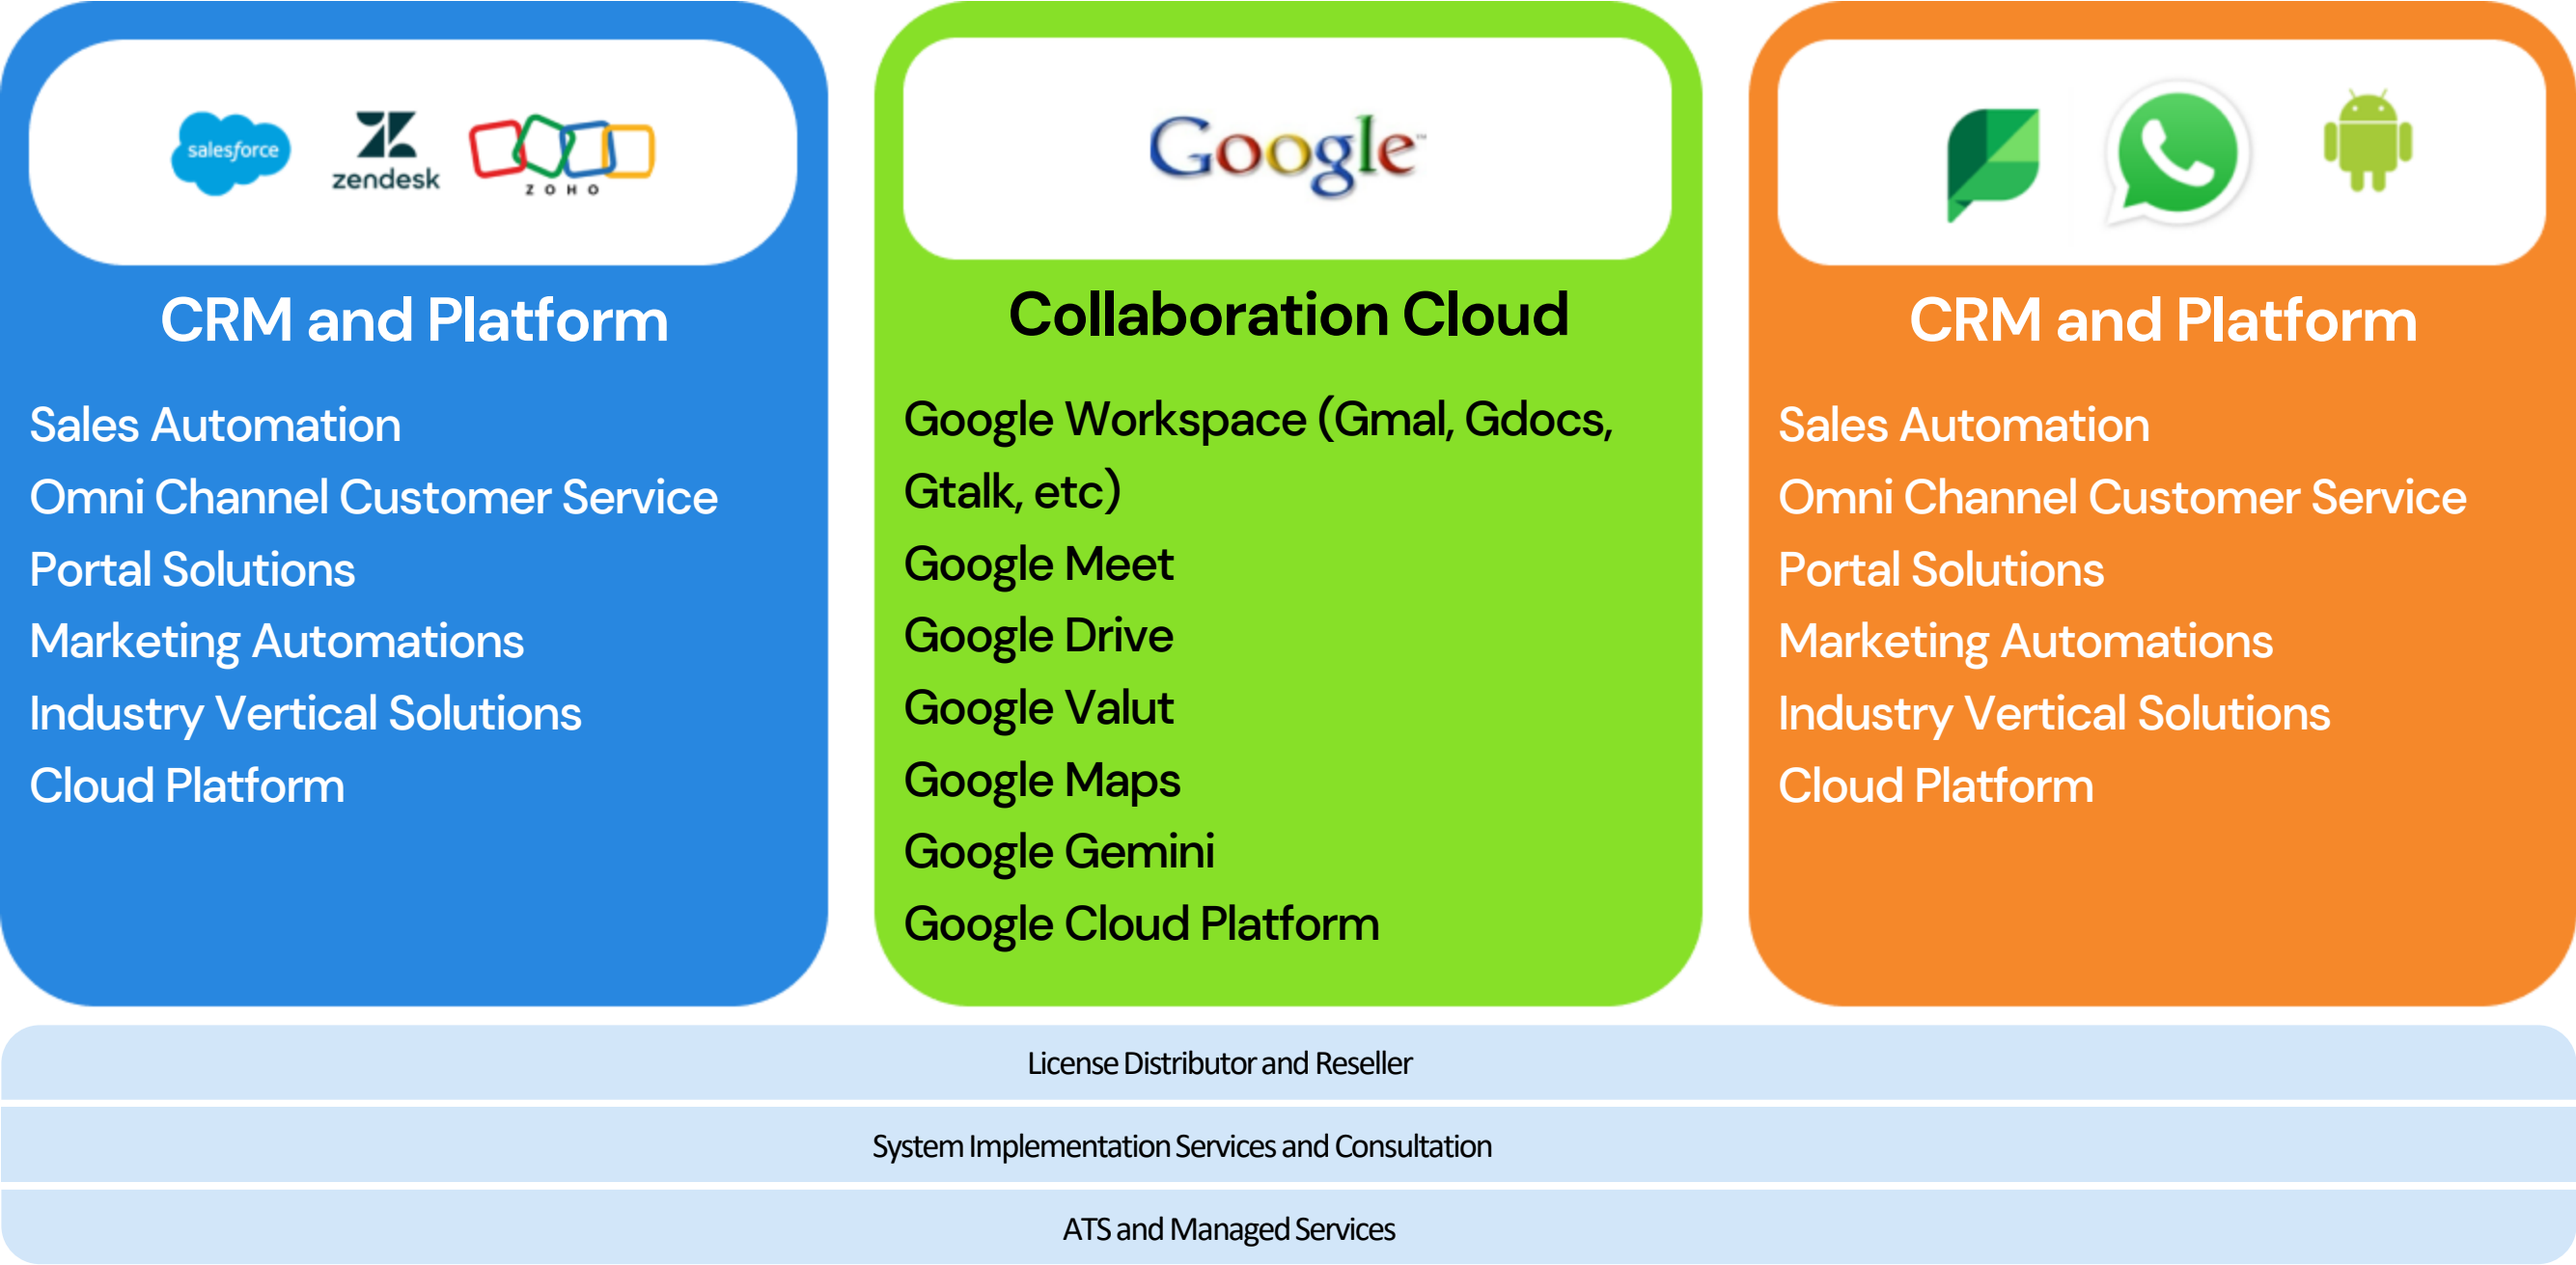 salesforce
zendesk
ZOHO
CRM and Platform
Sales Automation
Omni Channel Customer Service
Portal Solutions
Marketing Automations
Industry Vertical Solutions
Cloud Platform
Google™
Collaboration Cloud
Google Workspace (Gmal, Gdocs,
Gtalk, etc)
Google Meet
Google Drive
Google Valut
Google Maps
Google Gemini
Google Cloud Platform
CRM and Platform
Sales Automation
Omni Channel Customer Service
Portal Solutions
Marketing Automations
Industry Vertical Solutions
Cloud Platform
License Distributor and Reseller
System Implementation Services and Consultation
ATS and Managed Services